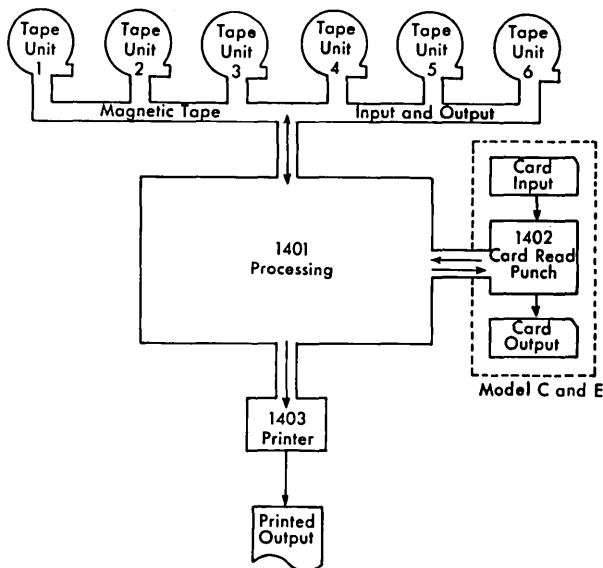 Tape
Unit
1
Tape
Unit
2
Tape
Unit
3
Tape
Unit
4
Tape
Unit
5
Tape
Unit
6
Magnetic Tape
Input and Output
1401
Processing
Card
Input
1402
Card Read
Punch
Card
Output
Model C and E
1403
Printer
Printed
Output